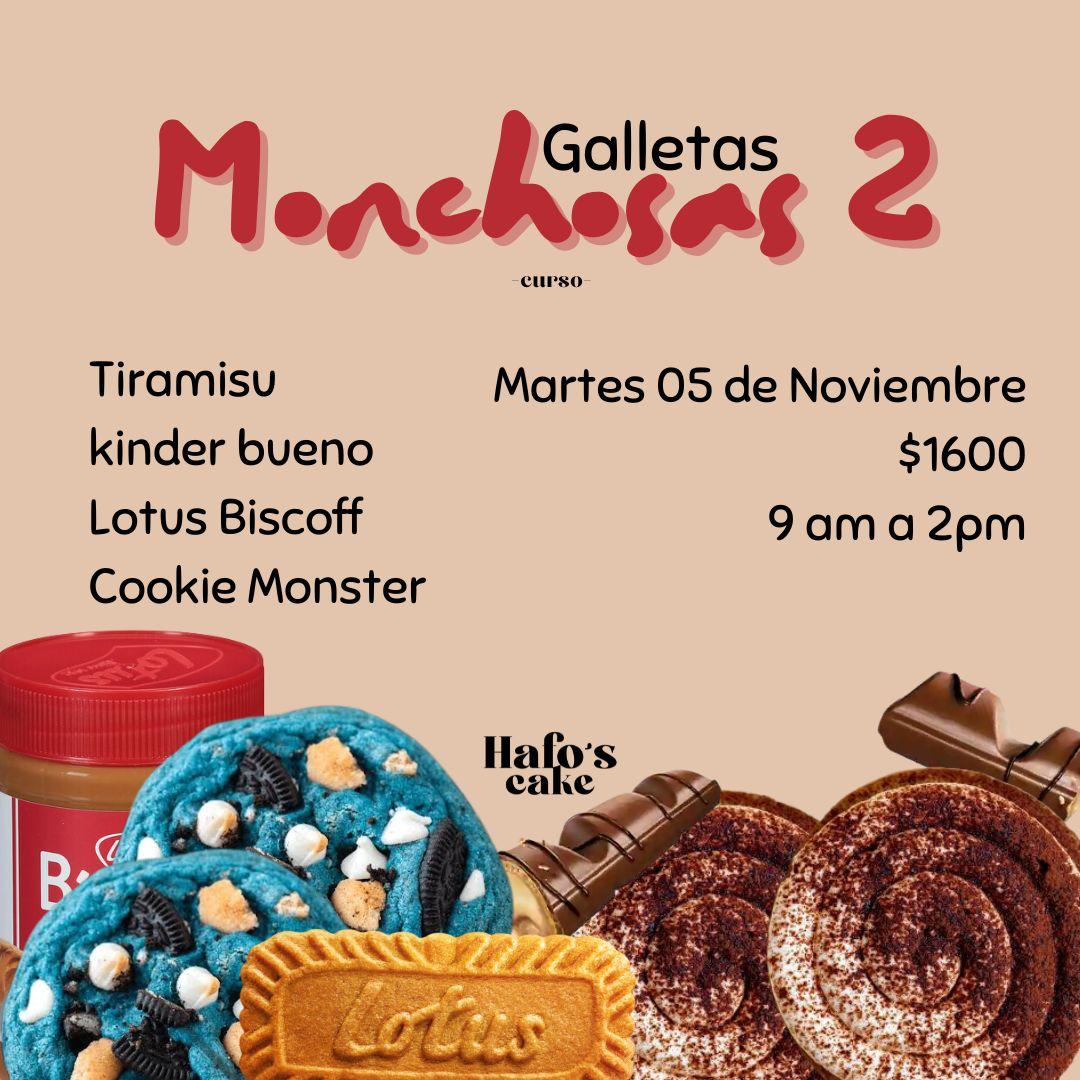 Galletas
Monchosas 2
-curso-
Tiramisu
kinder bueno
Lotus Biscoff
Cookie Monster
Martes 05 de Noviembre
$1600
9 am a 2pm
Hafo's
cake
Lotus
Lotus